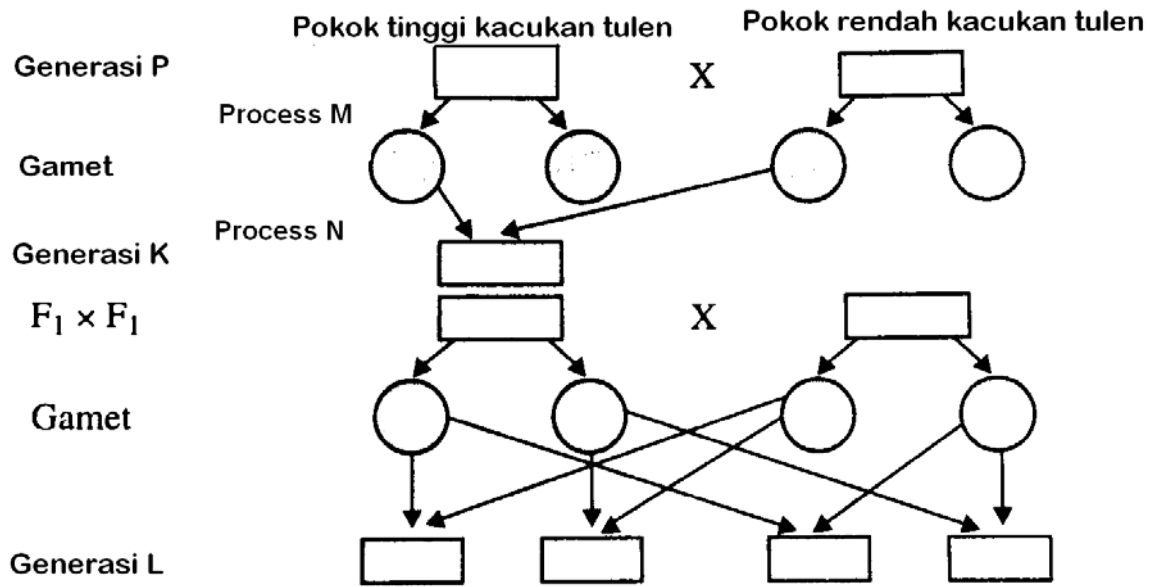 Pokok tinggi kacukan tulen
Pokok rendah kacukan tulen
Generasi P
X
Process M
Gamet
Process N
Generasi K
F₁ × F₁
X
Gamet
Generasi L